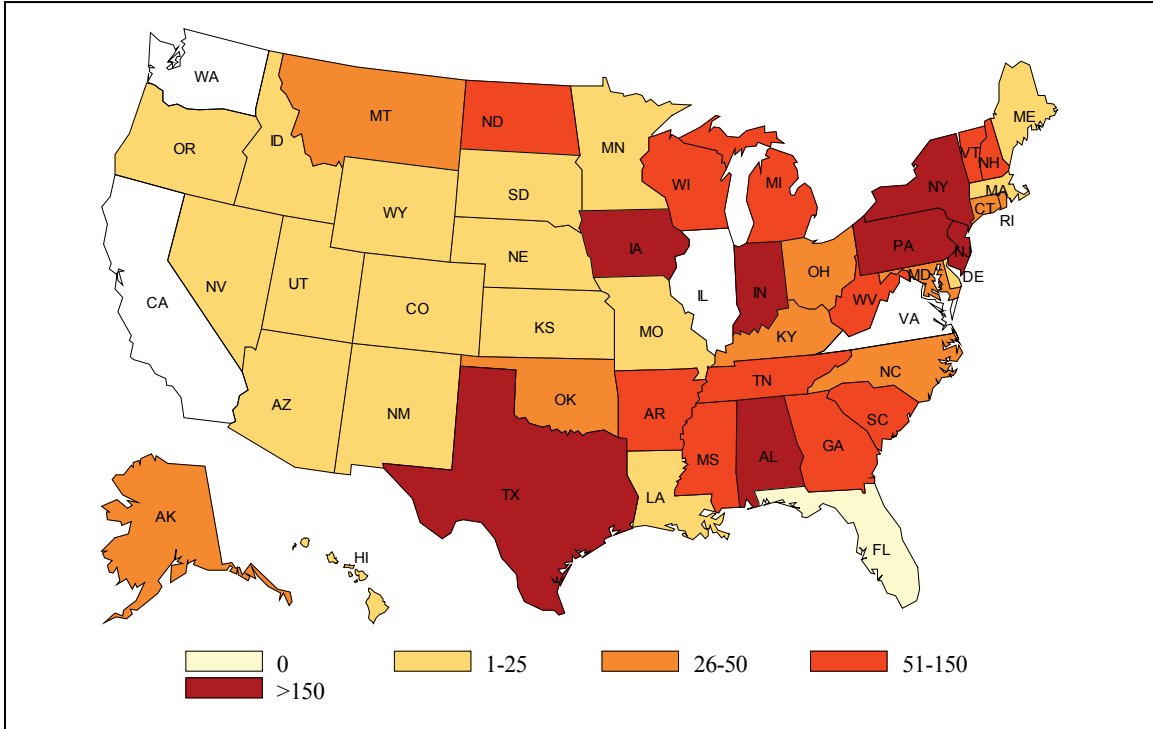 WA
MT
ND
ME
OR
ID
MN
VT
NH
WI
MI
NY
MA
SD
WY
CT
RI
IA
PA
NJ
NE
OH
MD
DE
NV
UT
IL
IN
WV
CA
CO
VA
KS
MO
KY
NC
TN
AZ
NM
OK
AR
SC
GA
MS
AL
TX
LA
AK
FL
HI
0
1-25
26-50
51-150
>150